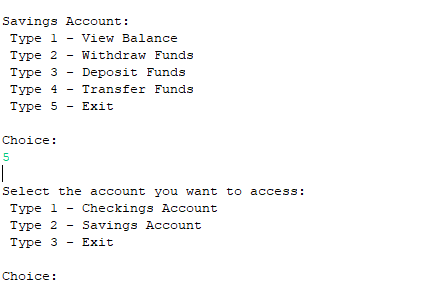 Savings Account:
Type 1 - View Balance
Type 2 - Withdraw Funds
Type 3 - Deposit Funds
Type 4 - Transfer Funds
Type 5 - Exit
Choice:
5
Select the account you want to access:
Type 1 - Checkings Account
Type 2 - Savings Account
Type 3 - Exit
Choice: